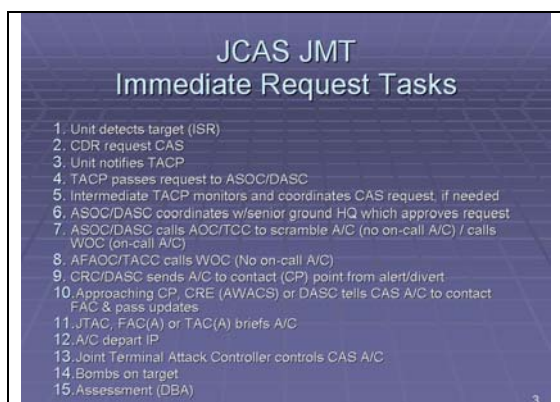 JCAS JMT
Immediate Request Tasks
1. Unit detects target (ISR)
2. CDR request CAS
3. Unit notifies TACP
4. TACP passes request to ASOC/DASC
5. Intermediate TACP monitors and coordinates CAS request, if needed
6. ASOC/DASC coordinates w/senior ground HQ which approves request
7. ASOC/DASC calls AOC/TCC to scramble A/C (no on-call A/C) / calls
WOC (on-call A/C)
8. AFAOC/TACC calls WOC (No on-call A/C)
9. CRC/DASC sends A/C to contact (CP) point from alert/divert
10.Approaching CP, CRE (AWACS) or DASC tells CAS A/C to contact
FAC & pass updates
11.JTAC, FAC(A) or TAC(A) briefs A/C
12.A/C depart IP
13.Joint Terminal Attack Controller controls CAS A/C
14.Bombs on target
15.Assessment (DBA)
3